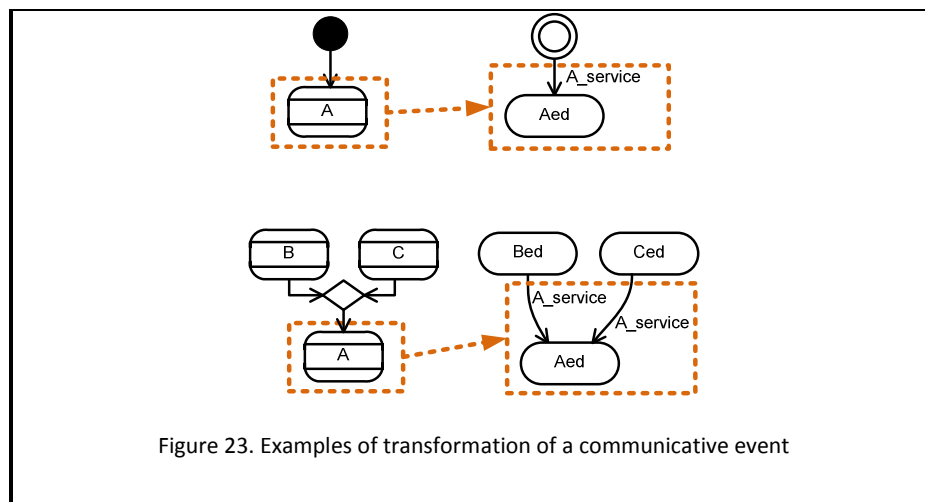 A_service
A
Aed
B
C
Bed
Ced
A_service
A_service
A
Aed
Figure 23. Examples of transformation of a communicative event